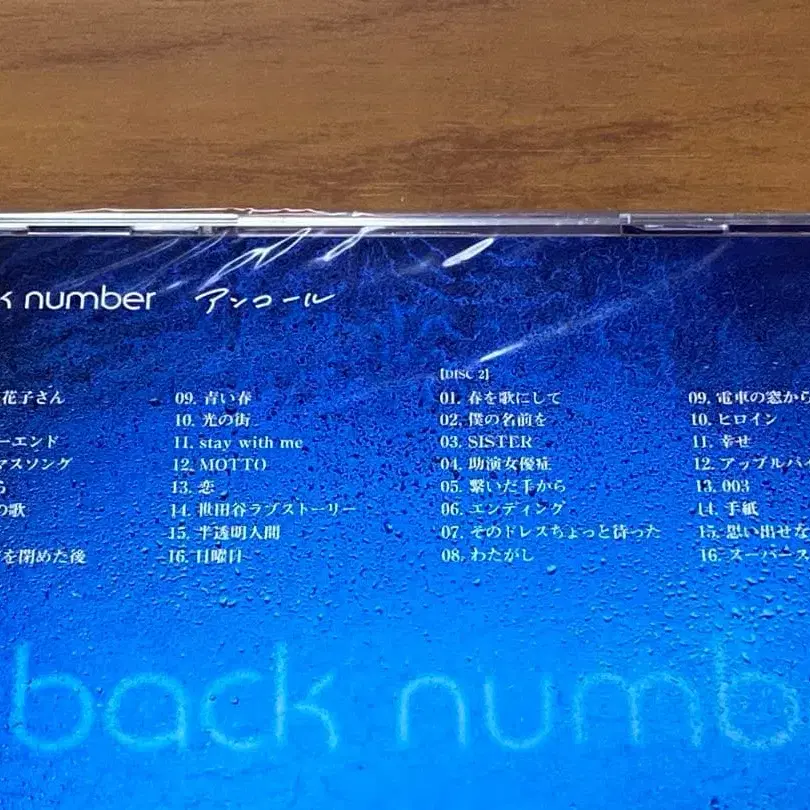 k number アンコール
花子さん
ーエンド
マスソング
ら
の歌
を閉めた後
09. 青い春
10. 光の街
11. stay with me
12. MOTTO
13. 恋
14. 世田谷ラブストーリー
15. 半透明人間
16. 日曜日
【DISC 2】
01. 春を歌にして
02. 僕の名前を
03. SISTER
04. 助演女優症
05. 繋いだ手から
06. エンディング
07. そのドレスちょっと待った
08. わたがし
09. 電車の窓から
10. ヒロイン
11. 幸せ
12. アップルパイ
13. 003
14. 手紙
15. 思い出せな
16. スーパース
back numb